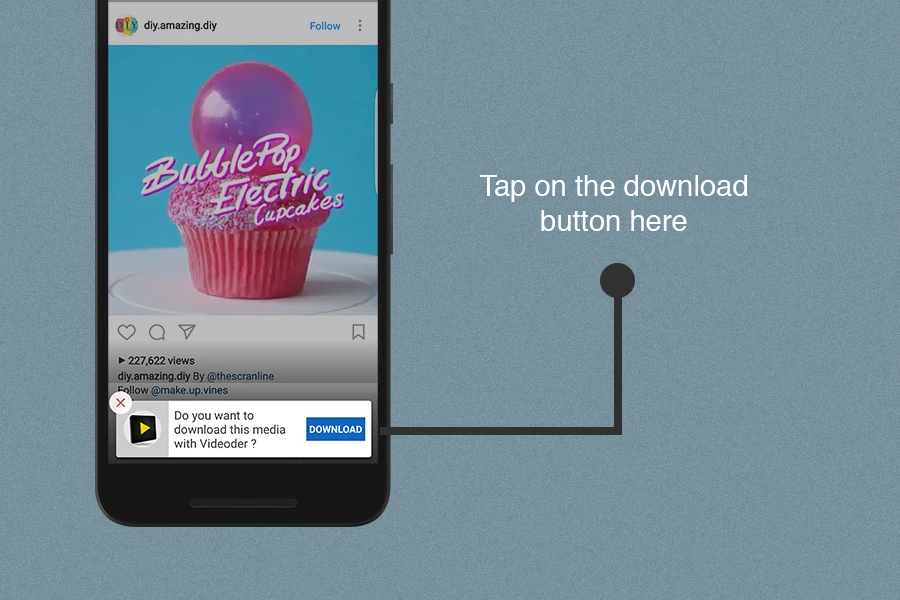 DIY
diy.amazing.diy
Follow
BubblePop
Electric
Cupcakes
227,622 views
diy.amazing.diy By @thescranline
Follow @make.up.vines
Do you want to
download this media
with Videoder ?
DOWNLOAD
Tap on the download
button here